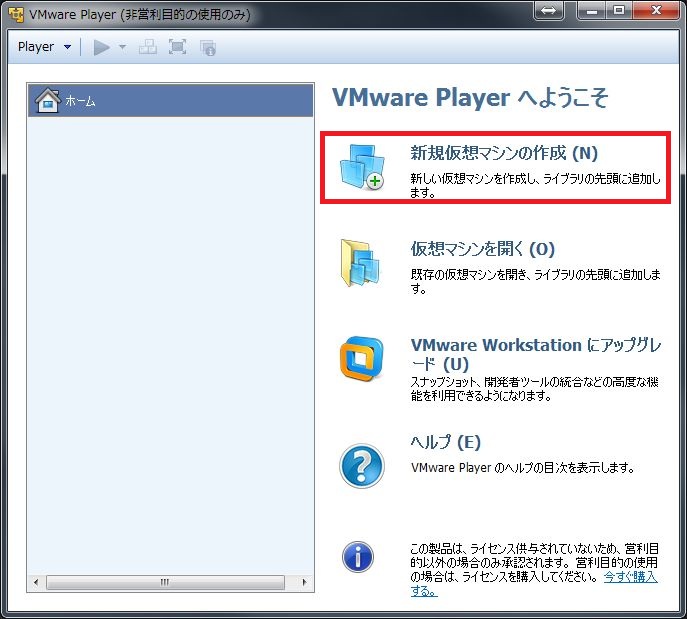 VMware Player (非営利目的の使用のみ)
Player
ホーム
VMware Player へようこそ
新規仮想マシンの作成 (N)
新しい仮想マシンを作成し、ライブラリの先頭に追加し
ます。
仮想マシンを開く (O)
既存の仮想マシンを開き、ライブラリの先頭に追加しま
す。
VMware Workstation にアップグレ
ード (U)
スナップショット、開発者ツールの統合などの高度な機
能を利用できるようになります。
ヘルプ (E)
VMware Player のヘルプの目次を表示します。
この製品は、ライセンス供与されていないため、営利目
的以外の場合のみ承認されます。営利目的の使用
の場合は、ライセンスを購入してください。 今すぐ購入
する。